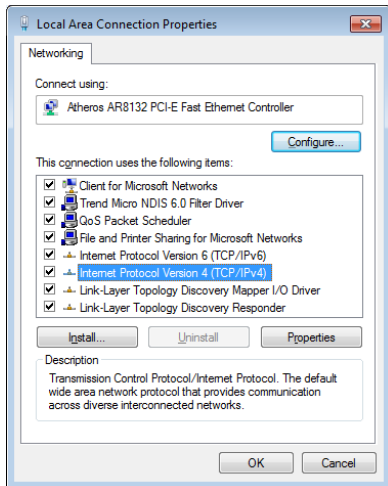 Local Area Connection Properties
Networking
Connect using:
Atheros AR8132 PCI-E Fast Ethernet Controller
Configure...
This connection uses the following items:
Client for Microsoft Networks
Trend Micro NDIS 6.0 Filter Driver
QoS Packet Scheduler
File and Printer Sharing for Microsoft Networks
Internet Protocol Version 6 (TCP/IPv6)
Internet Protocol Version 4 (TCP/IPv4)
Link-Layer Topology Discovery Mapper I/O Driver
Link-Layer Topology Discovery Responder
Install... Uninstall Properties
Description
Transmission Control Protocol/Internet Protocol. The default
wide area network protocol that provides communication
across diverse interconnected networks.
OK Cancel